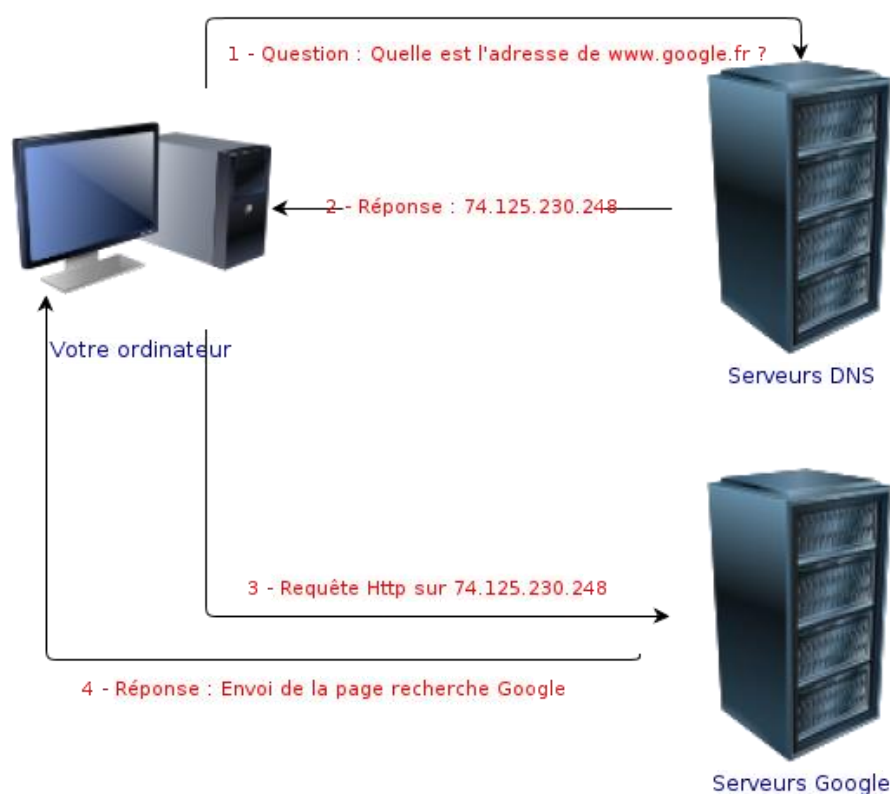 1 - Question : Quelle est l'adresse de www.google.fr ?
2 - Réponse : 74.125.230.248
Votre ordinateur
Serveurs DNS
3 - Requête Http sur 74.125.230.248
4 - Réponse : Envoi de la page recherche Google
Serveurs Google